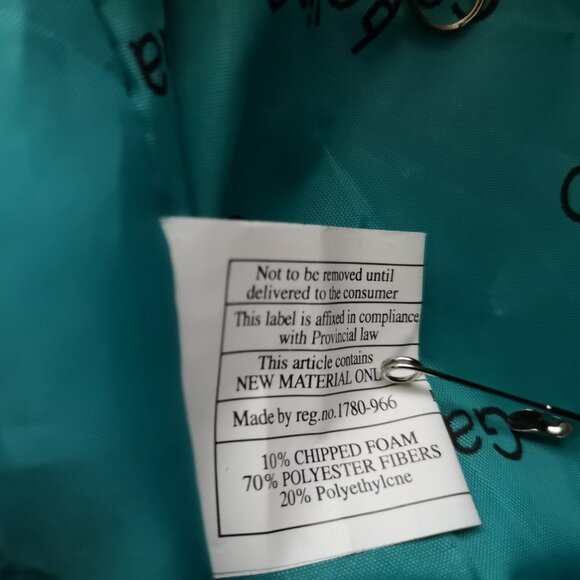 Not to be removed until
delivered to the consumer
This label is affixed in compliance
with Provincial law
This article contains
NEW MATERIAL ONL
Made by reg.no.1780-966
10% CHIPPED FOAM
70% POLYESTER FIBERS
20% Polyethylcne